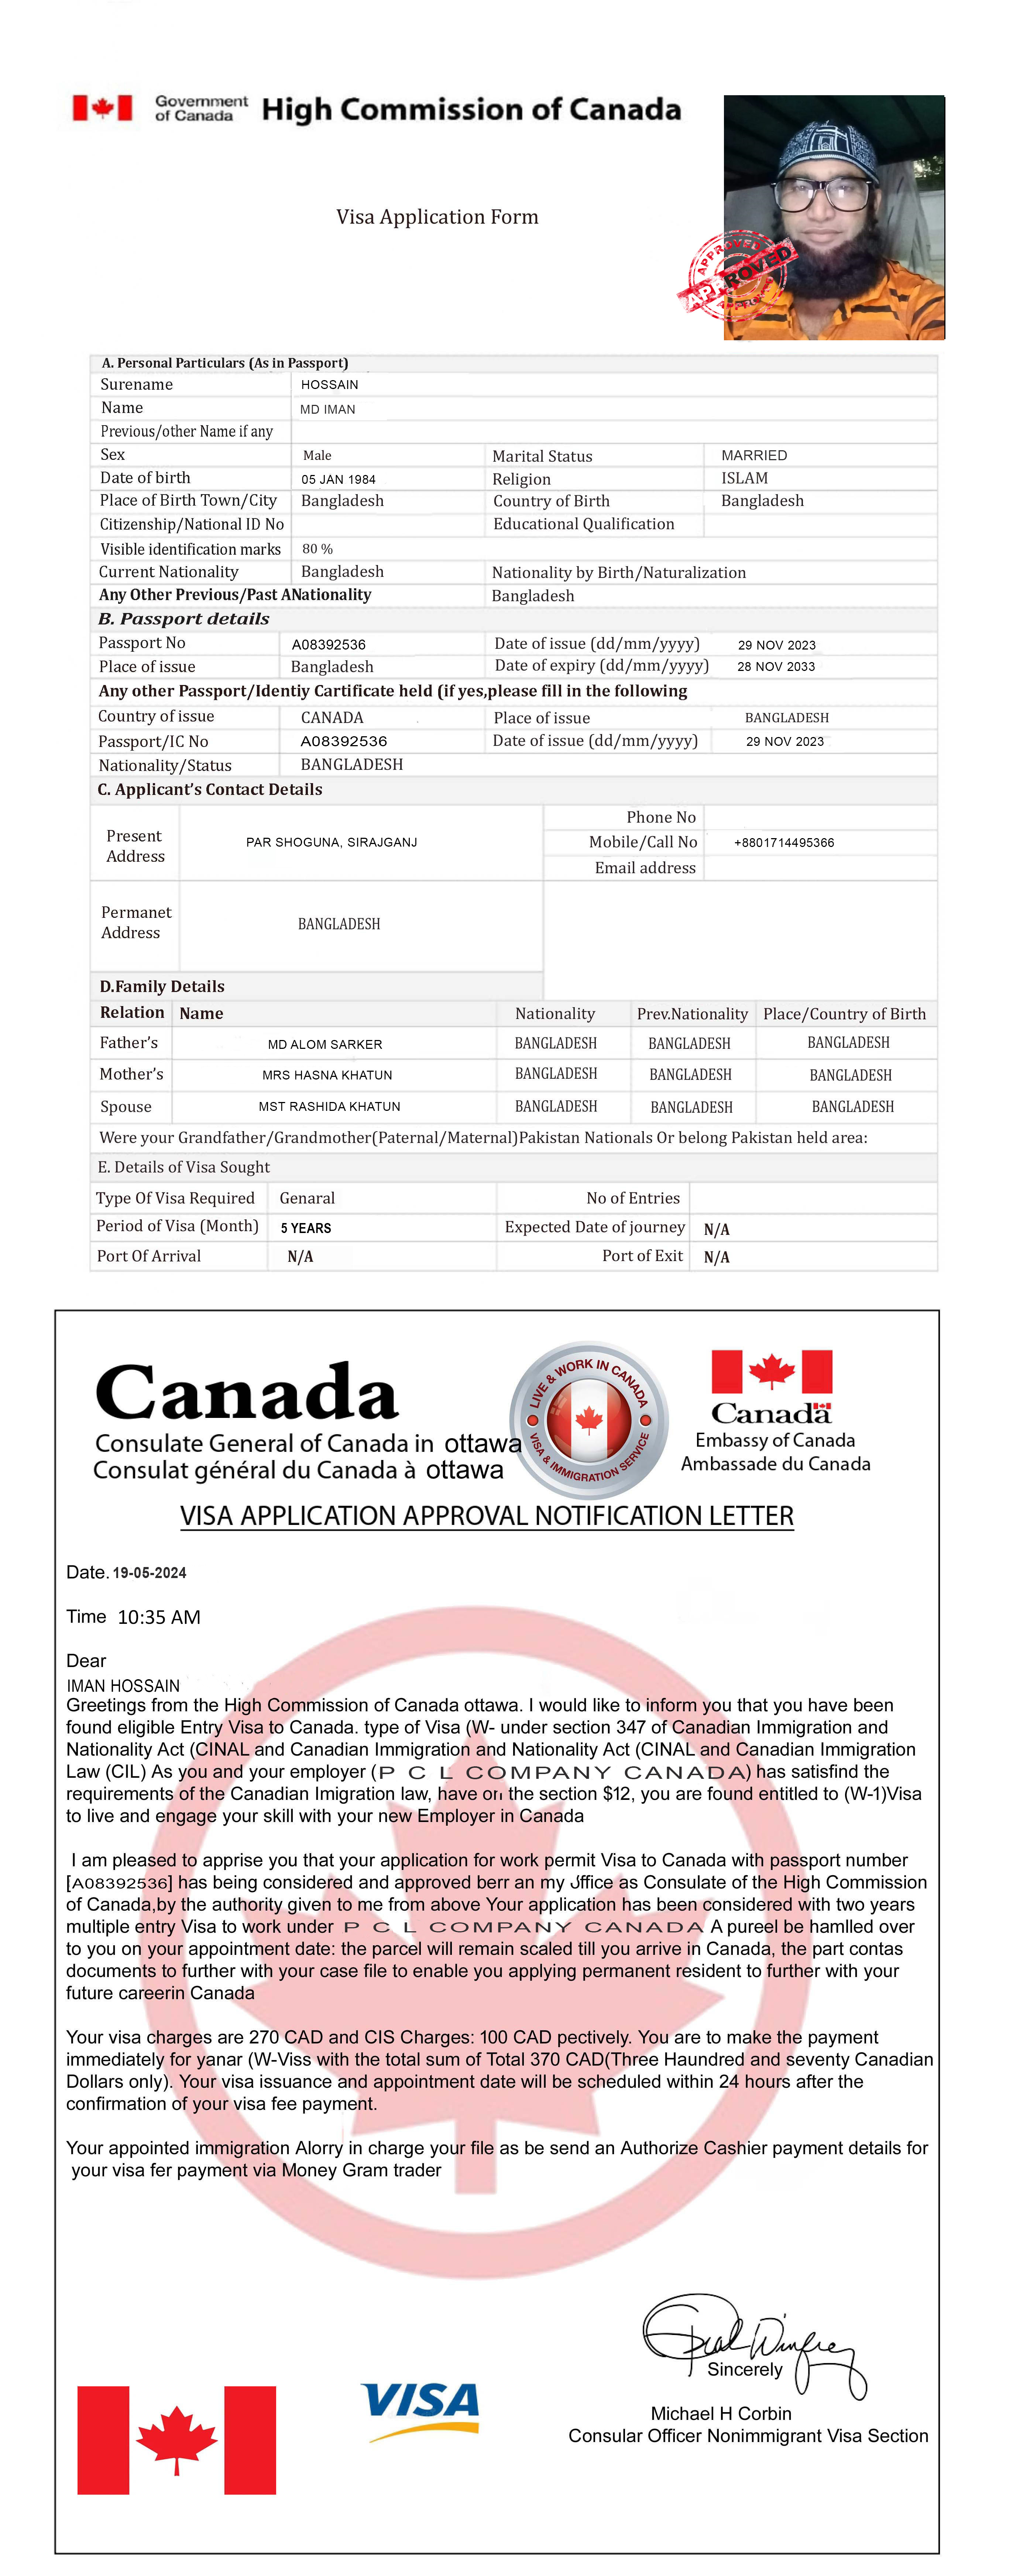 Government
of Canada
High Commission of Canada
Visa Application Form
APPROVED
APPROVED
A. Personal Particulars (As in Passport)
Surename HOSSAIN
Name MD IMAN
Previous/other Name if any
Sex Male Marital Status MARRIED
Date of birth 05 JAN 1984 Religion ISLAM
Place of Birth Town/City Bangladesh Country of Birth Bangladesh
Citizenship/National ID No Educational Qualification
Visible identification marks 80 %
Current Nationality Bangladesh Nationality by Birth/Naturalization
Any Other Previous/Past ANationality Bangladesh
B. Passport details
Passport No A08392536 Date of issue (dd/mm/yyyy) 29 NOV 2023
Place of issue Bangladesh Date of expiry (dd/mm/yyyy) 28 NOV 2033
Any other Passport/Identiy Cartificate held (if yes,please fill in the following
Country of issue CANADA Place of issue BANGLADESH
Passport/IC No A08392536 Date of issue (dd/mm/yyyy) 29 NOV 2023
Nationality/Status BANGLADESH
C. Applicant's Contact Details
Present
Address
PAR SHOGUNA, SIRAJGANJ
Phone No
Mobile/Call No +8801714495366
Email address
Permanet
Address
BANGLADESH
D.Family Details
Relation Name Nationality Prev.Nationality Place/Country of Birth
Father's MD ALOM SARKER BANGLADESH BANGLADESH BANGLADESH
Mother's MRS HASNA KHATUN BANGLADESH BANGLADESH BANGLADESH
Spouse MST RASHIDA KHATUN BANGLADESH BANGLADESH BANGLADESH
Were your Grandfather/Grandmother(Paternal/Maternal)Pakistan Nationals Or belong Pakistan held area:
E. Details of Visa Sought
Type Of Visa Required Genaral No of Entries
Period of Visa (Month) 5 YEARS Expected Date of journey N/A
Port Of Arrival N/A Port of Exit N/A
Canada
Consulate General of Canada in ottawa
Consulat général du Canada à ottawa
LIVE & WORK IN CANADA
VISA & IMMIGRATION SERVICE
Canada
Embassy of Canada
Ambassade du Canada
VISA APPLICATION APPROVAL NOTIFICATION LETTER
Date. 19-05-2024
Time 10:35 AM
Dear
IMAN HOSSAIN
Greetings from the High Commission of Canada ottawa. I would like to inform you that you have been
found eligible Entry Visa to Canada. type of Visa (W- under section 347 of Canadian Immigration and
Nationality Act (CINAL and Canadian Immigration and Nationality Act (CINAL and Canadian Immigration
Law (CIL) As you and your employer (P C L COMPANY CANADA) has satisfind the
requirements of the Canadian Imigration law, have on the section $12, you are found entitled to (W-1)Visa
to live and engage your skill with your new Employer in Canada
I am pleased to apprise you that your application for work permit Visa to Canada with passport number
[A08392536] has being considered and approved berr an my Jffice as Consulate of the High Commission
of Canada,by the authority given to me from above Your application has been considered with two years
multiple entry Visa to work under P C L COMPANY CANADA A pureel be hamlled over
to you on your appointment date: the parcel will remain scaled till you arrive in Canada, the part contas
documents to further with your case file to enable you applying permanent resident to further with your
future careerin Canada
Your visa charges are 270 CAD and CIS Charges: 100 CAD pectively. You are to make the payment
immediately for yanar (W-Viss with the total sum of Total 370 CAD(Three Haundred and seventy Canadian
Dollars only). Your visa issuance and appointment date will be scheduled within 24 hours after the
confirmation of your visa fee payment.
Your appointed immigration Alorry in charge your file as be send an Authorize Cashier payment details for
your visa fer payment via Money Gram trader
Sincerely
VISA
Michael H Corbin
Consular Officer Nonimmigrant Visa Section